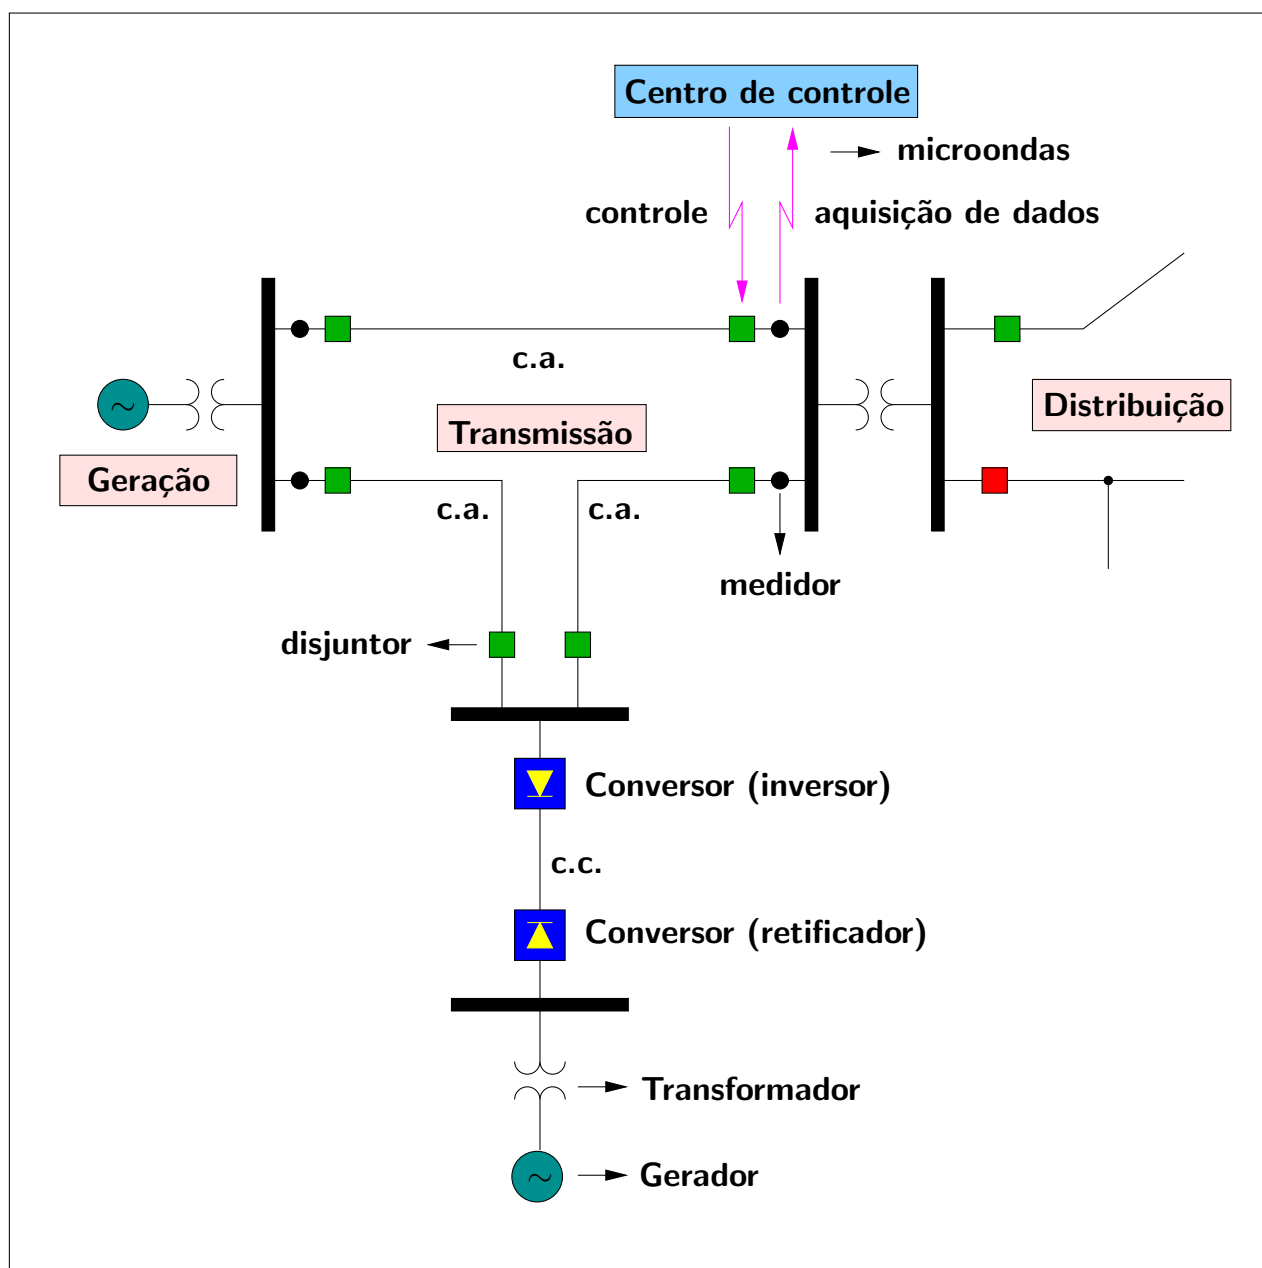 Centro de controle
microondas
controle
aquisição de dados
c.a.
~
Transmissão
Distribuição
Geração
c.a.
c.a.
medidor
disjuntor
Conversor (inversor)
c.c.
Conversor (retificador)
Transformador
~
Gerador